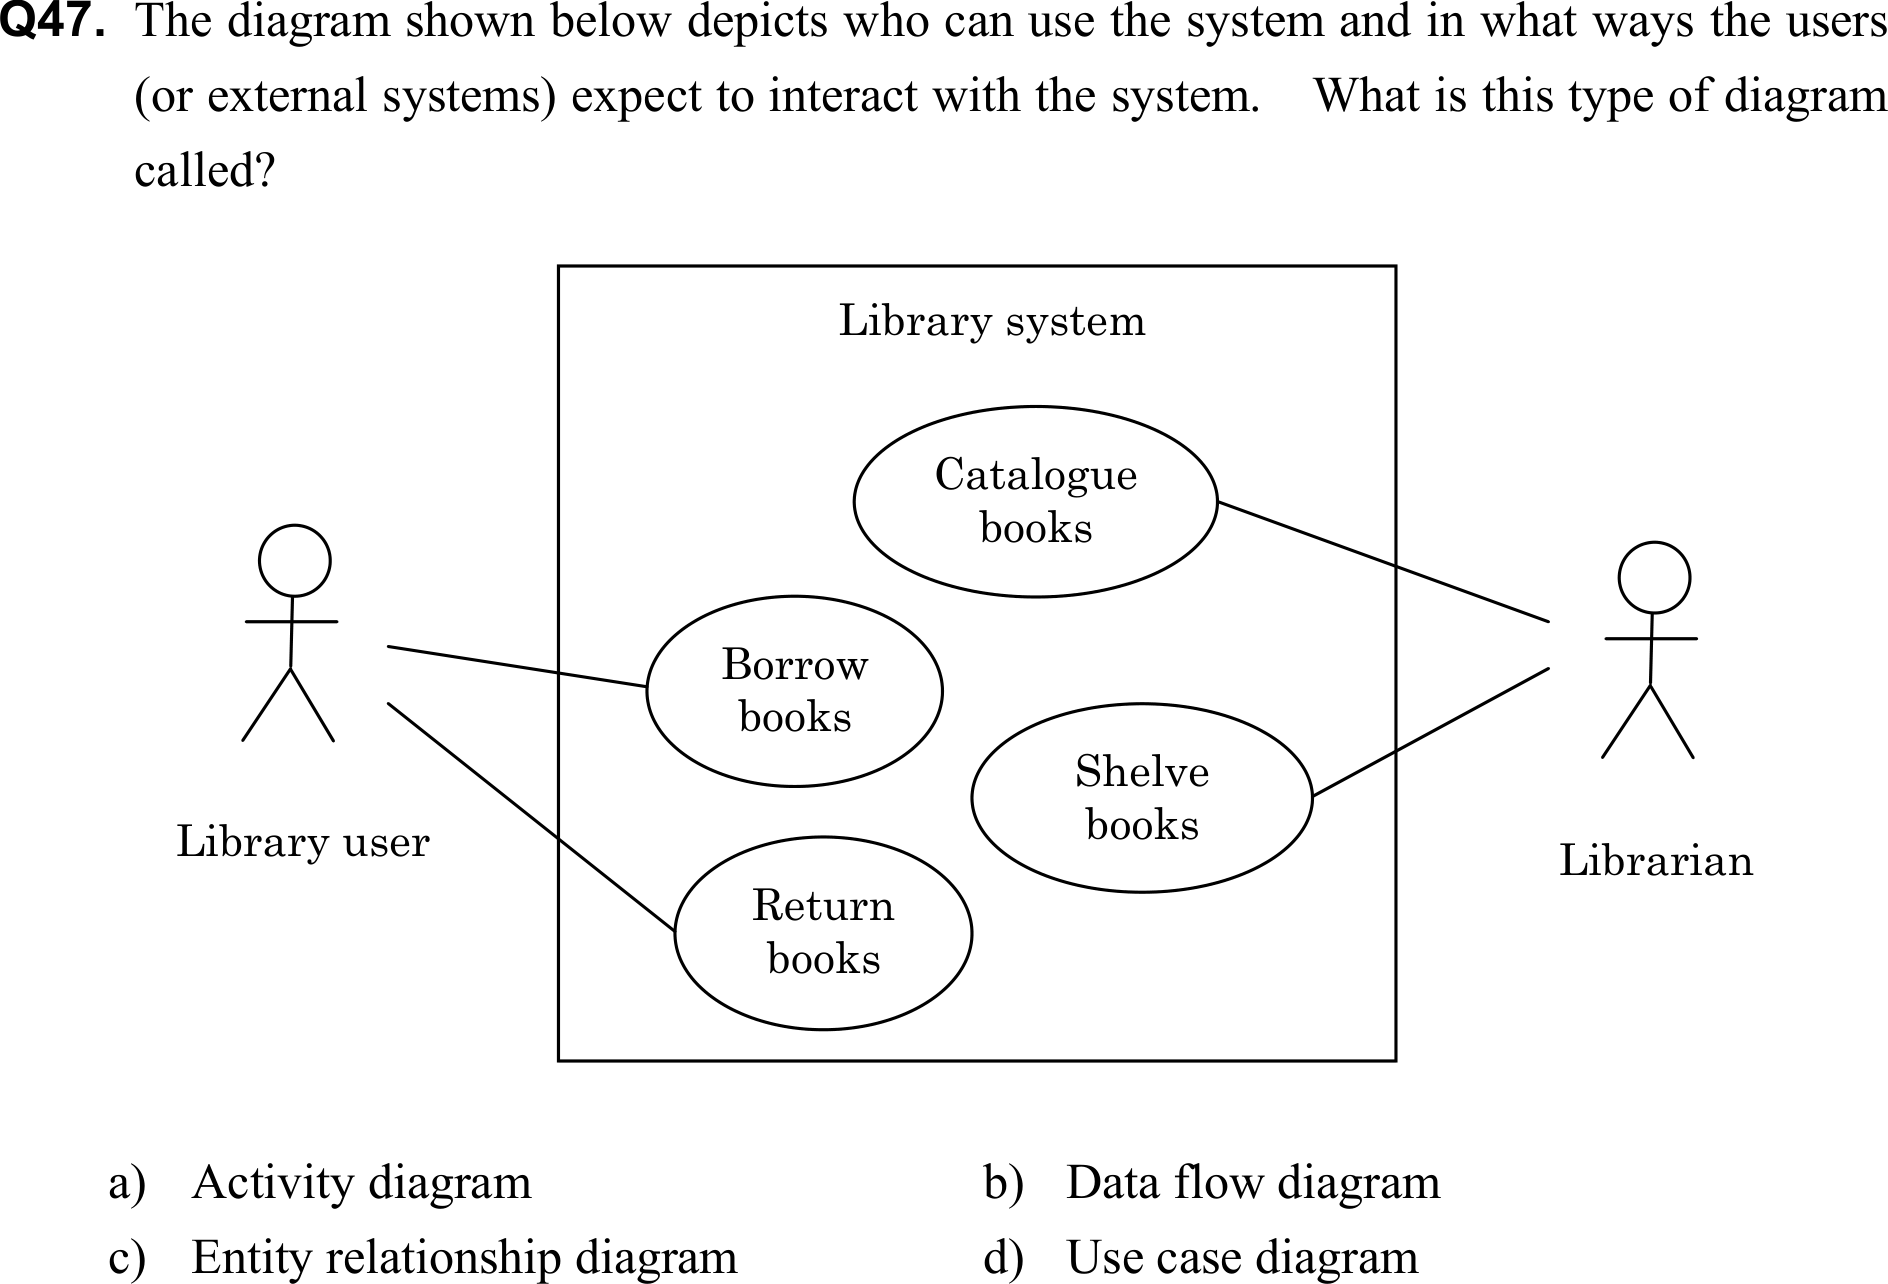 Q47. The diagram shown below depicts who can use the system and in what ways the users
(or external systems) expect to interact with the system. What is this type of diagram
called?
Library system
Catalogue
books
Borrow
books
Shelve
books
Library user
Librarian
Return
books
a) Activity diagram b) Data flow diagram
c) Entity relationship diagram d) Use case diagram